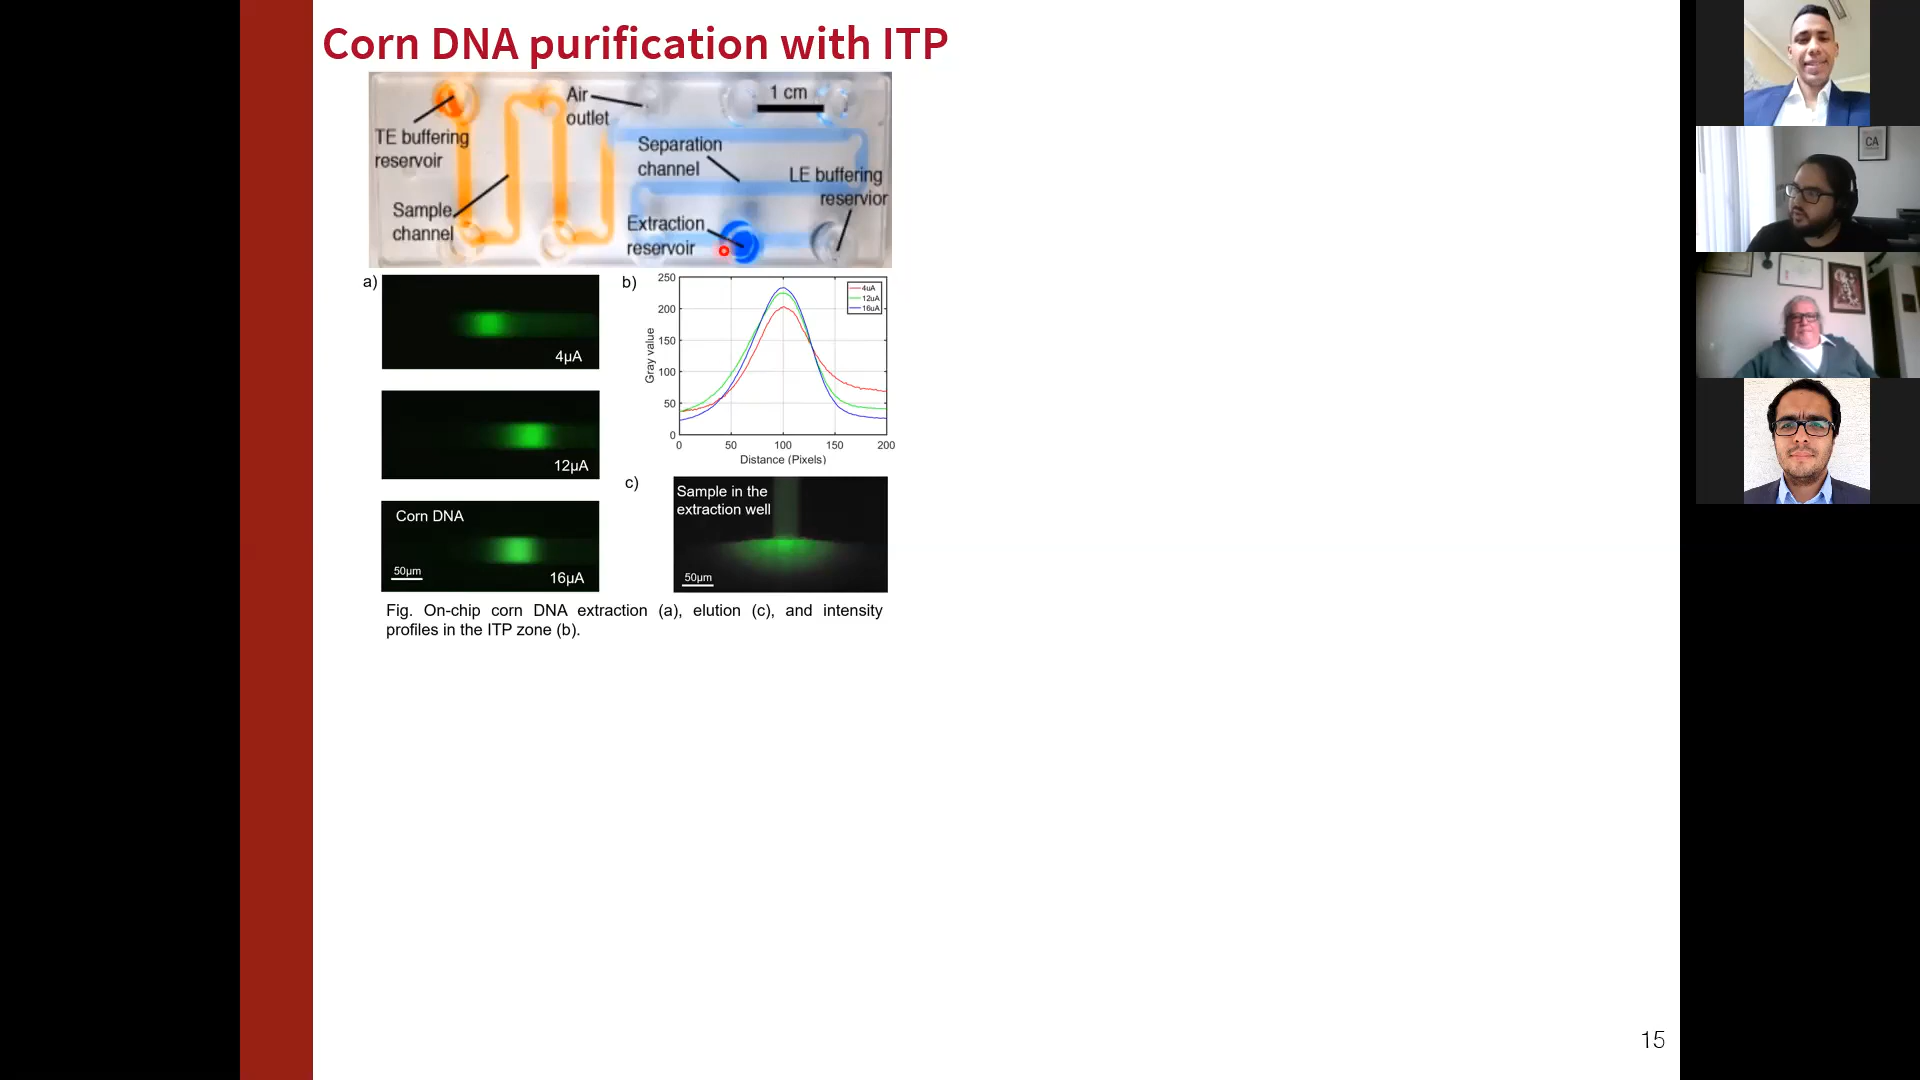 Corn DNA purification with ITP
Air
outlet
1 cm
TE buffering
reservoir
Separation
channel
LE buffering
reservior
Sample
channel
Extraction
reservoir
a)
4µA
12µA
Corn DNA
50µm
16µA
b)
250
200
150
100
50
0
Gray value
4uA
12uA
16uA
0 50 100 150 200
Distance (Pixels)
c)
Sample in the
extraction well
50µm
Fig. On-chip corn DNA extraction (a), elution (c), and intensity
profiles in the ITP zone (b).
15
CA